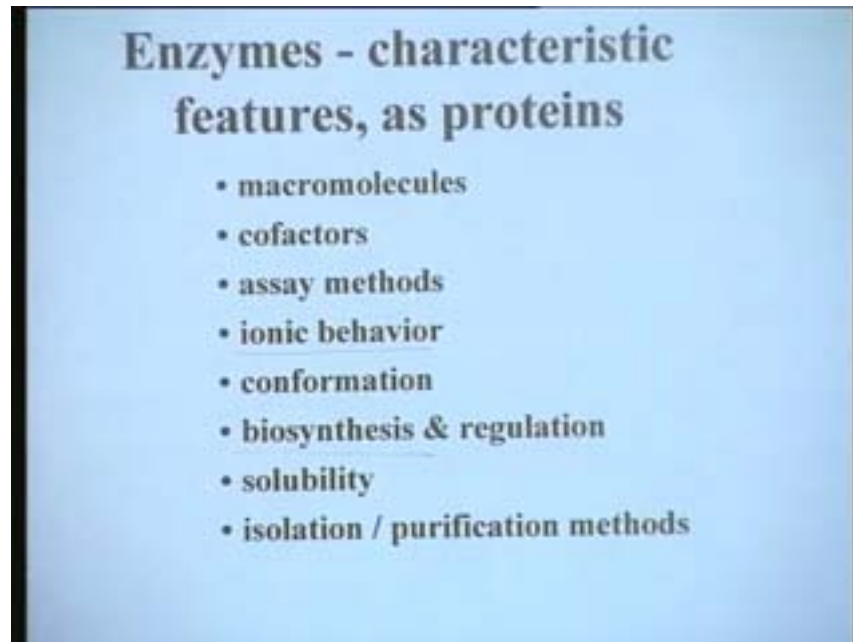 Enzymes - characteristic
features, as proteins
• macromolecules
• cofactors
• assay methods
• ionic behavior
• conformation
• biosynthesis & regulation
• solubility
• isolation / purification methods